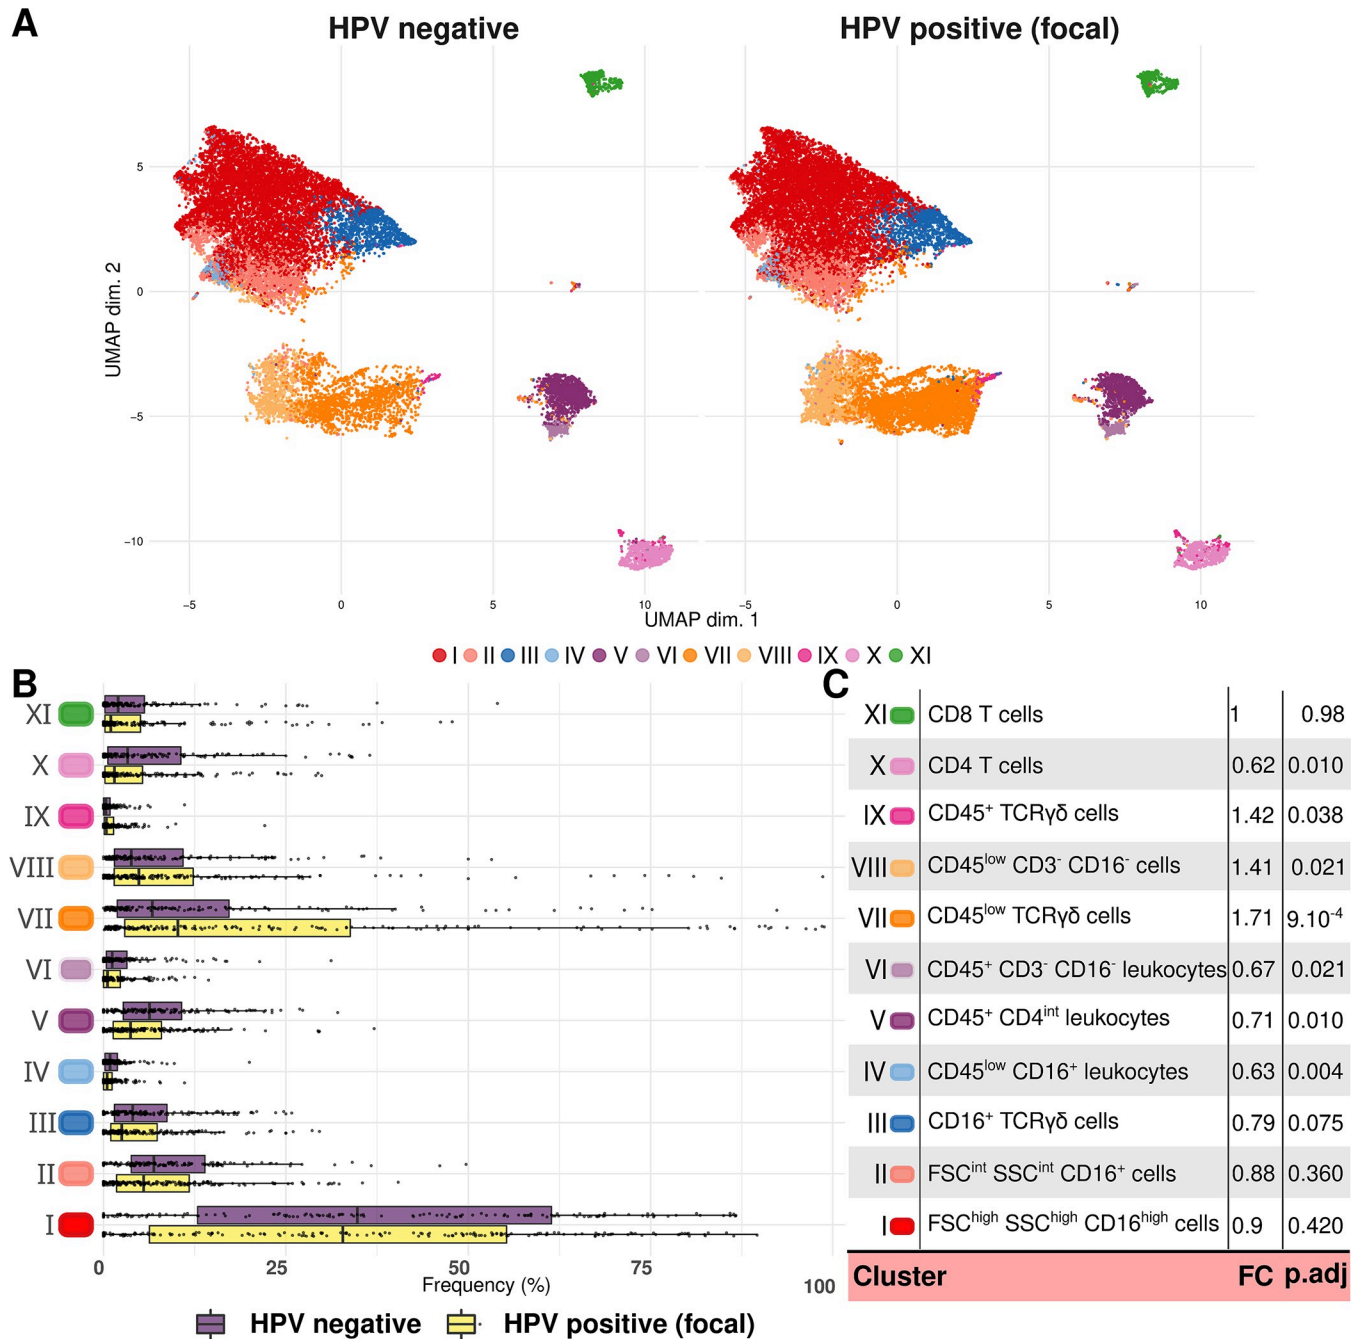 A
HPV negative
HPV positive (focal)
UMAP dim. 2
5
0
−5
−10
−5 0 5 10
−5 0 5 10
UMAP dim. 1
I II III IV V VI VII VIII IX X XI
B
XI
X
IX
VIII
VII
VI
V
IV
III
II
I
0 25 50 75 100
Frequency (%)
HPV negative HPV positive (focal)
C
XI CD8 T cells 1 0.98
X CD4 T cells 0.62 0.010
IX CD45⁺ TCRγδ cells 1.42 0.038
VIII CD45ˡᵒʷ CD3⁻ CD16⁻ cells 1.41 0.021
VII CD45ˡᵒʷ TCRγδ cells 1.71 9.10⁻⁴
VI CD45⁺ CD3⁻ CD16⁻ leukocytes 0.67 0.021
V CD45⁺ CD4ⁱⁿᵗ leukocytes 0.71 0.010
IV CD45ˡᵒʷ CD16⁺ leukocytes 0.63 0.004
III CD16⁺ TCRγδ cells 0.79 0.075
II FSCⁱⁿᵗ SSCⁱⁿᵗ CD16⁺ cells 0.88 0.360
I FSCʰⁱᵍʰ SSCʰⁱᵍʰ CD16ʰⁱᵍʰ cells 0.9 0.420
Cluster FC p.adj